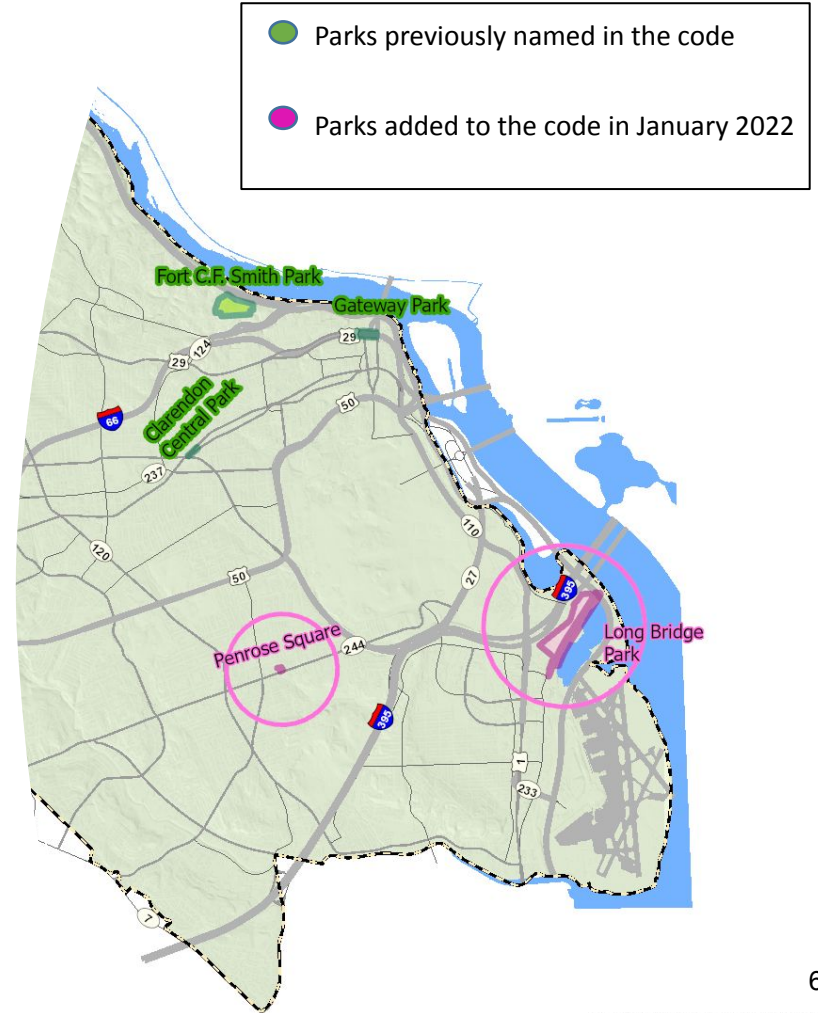 Parks previously named in the code
Parks added to the code in January 2022
Fort C.F. Smith Park
Gateway Park
29
124
29
50
Clarendon
Central Park
66
237
110
120
27
50
395
Penrose Square
244
Long Bridge
Park
395
1
233
7
6